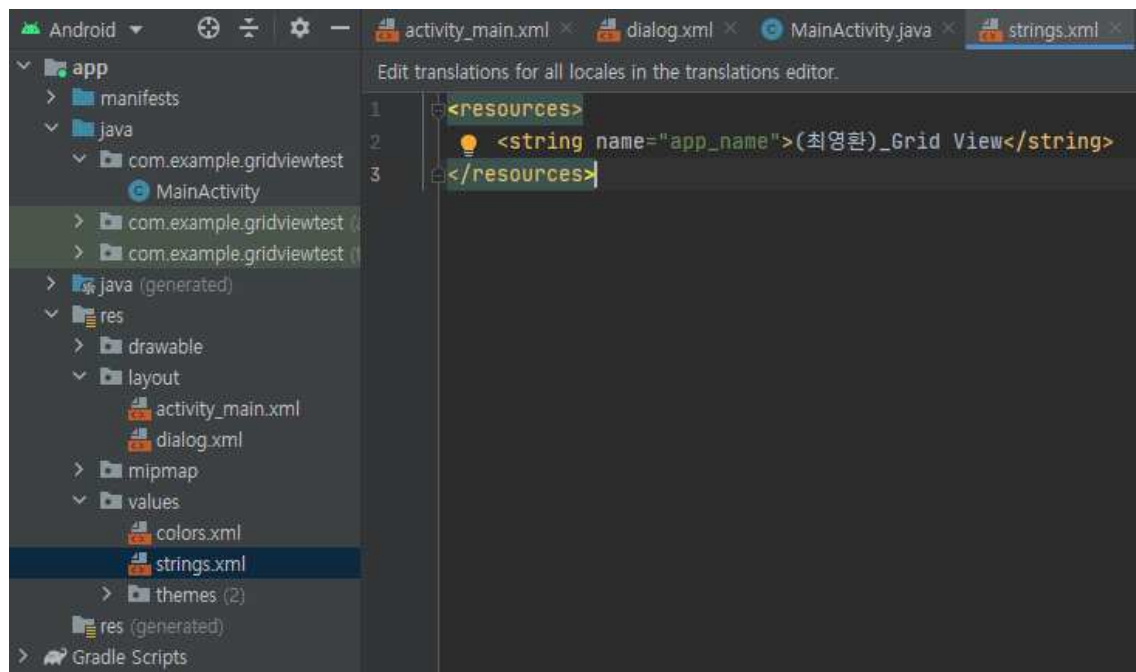 Android
activity_main.xml
dialog.xml
MainActivity.java
strings.xml
app
manifests
java
com.example.gridviewtest
MainActivity
com.example.gridviewtest
com.example.gridviewtest
java (generated)
res
drawable
layout
activity_main.xml
dialog.xml
mipmap
values
colors.xml
strings.xml
themes (2)
res (generated)
Gradle Scripts
Edit translations for all locales in the translations editor.
1 <resources>
2 <string name="app_name">(최영환)_Grid View</string>
3 </resources>